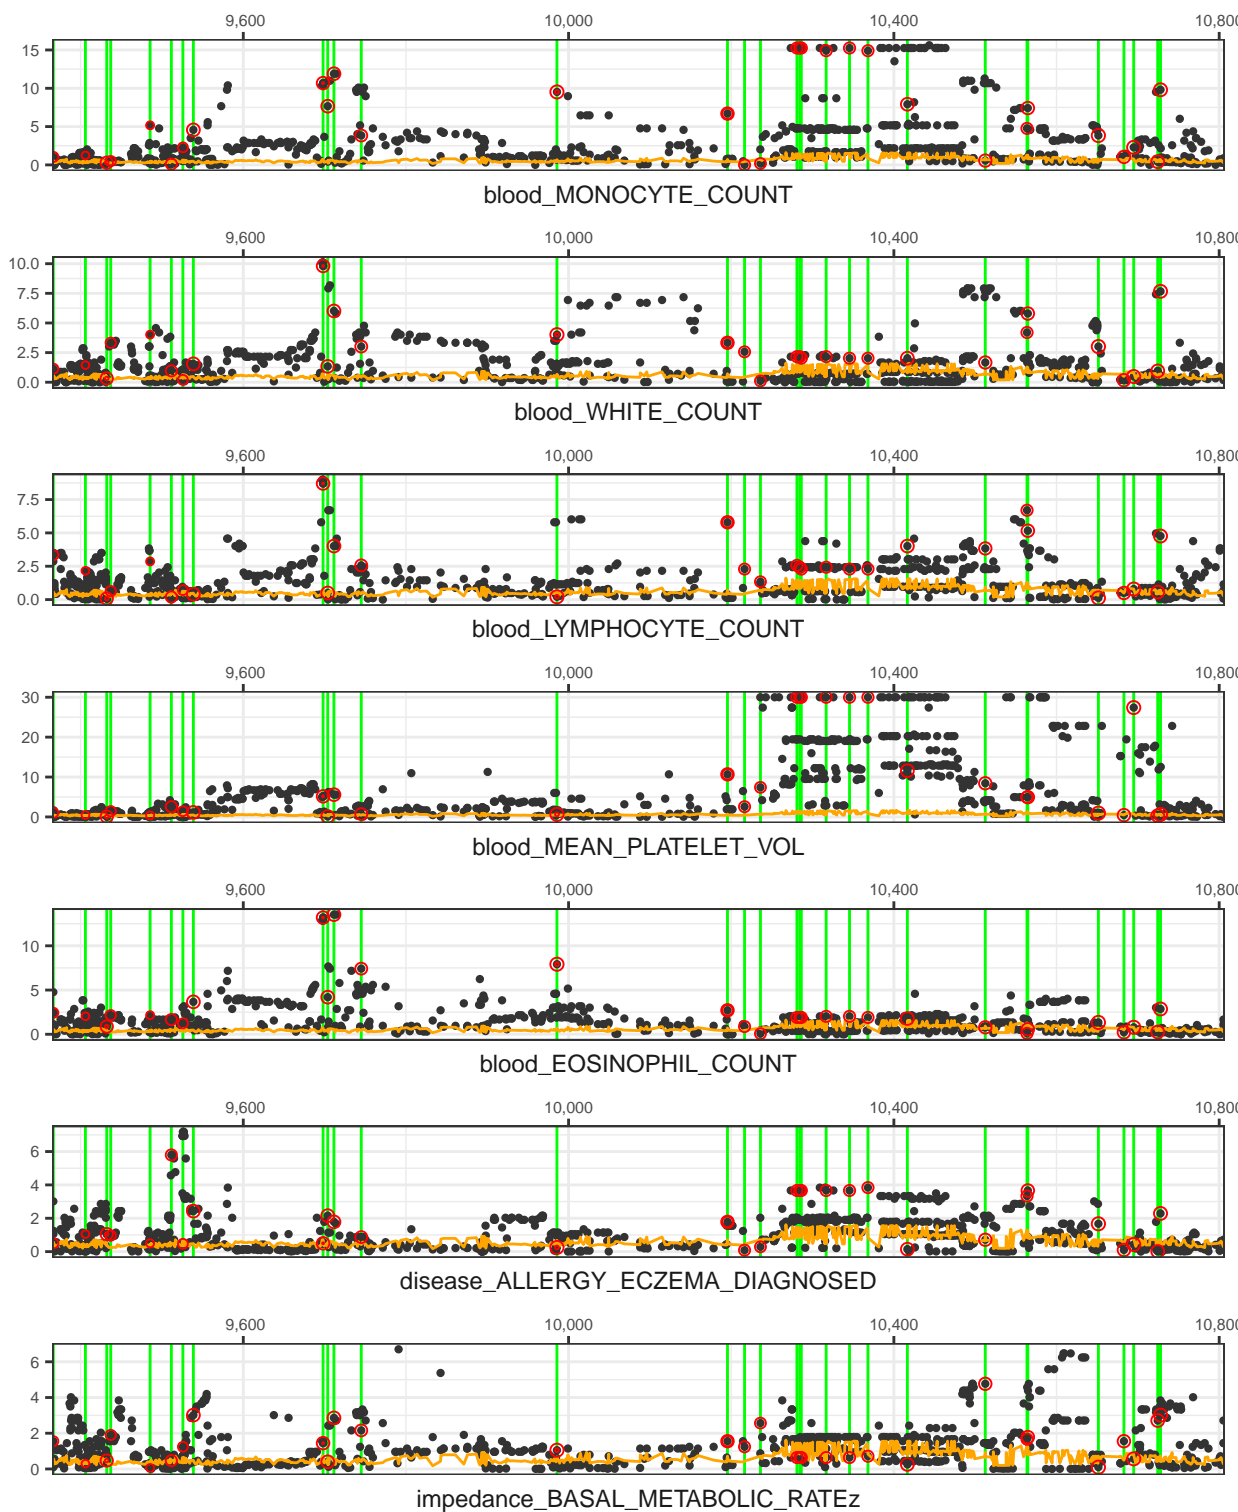 9,600 10,000 10,400 10,800
15
10
5
0
blood_MONOCYTE_COUNT
9,600 10,000 10,400 10,800
10.0
7.5
5.0
2.5
0.0
blood_WHITE_COUNT
9,600 10,000 10,400 10,800
7.5
5.0
2.5
0.0
blood_LYMPHOCYTE_COUNT
9,600 10,000 10,400 10,800
30
20
10
0
blood_MEAN_PLATELET_VOL
9,600 10,000 10,400 10,800
10
5
0
blood_EOSINOPHIL_COUNT
9,600 10,000 10,400 10,800
6
4
2
0
disease_ALLERGY_ECZEMA_DIAGNOSED
9,600 10,000 10,400 10,800
6
4
2
0
impedance_BASAL_METABOLIC_RATEz